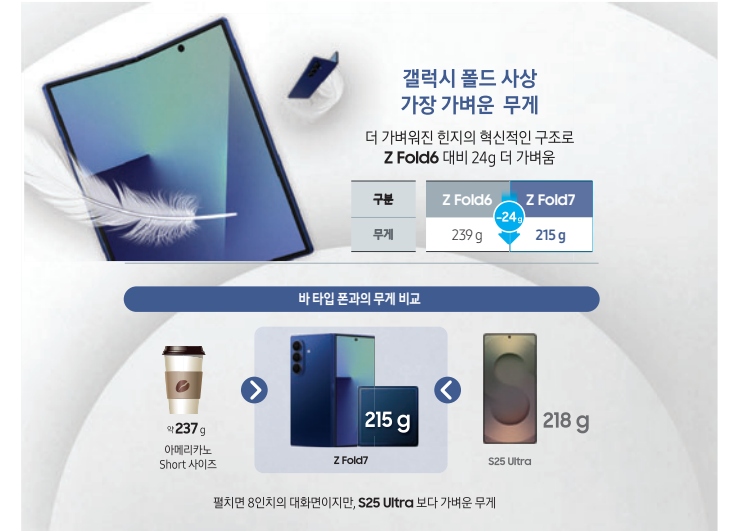 갤럭시 폴드 사상
가장 가벼운 무게
더 가벼워진 힌지의 혁신적인 구조로
Z Fold6 대비 24g 더 가벼움
구분 Z Fold6 Z Fold7
-24g
무게 239 g 215 g
바 타입 폰과의 무게 비교
215 g
218 g
약 237 g
아메리카노
Short 사이즈
Z Fold7
S25 Ultra
펼치면 8인치의 대화면이지만, S25 Ultra 보다 가벼운 무게